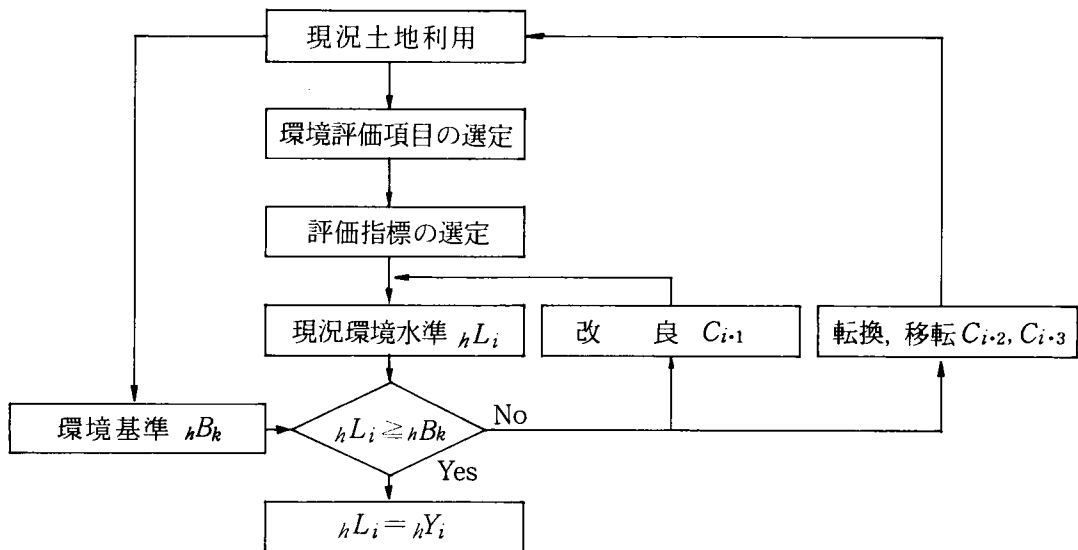 現況土地利用
環境評価項目の選定
評価指標の選定
現況環境水準 hLi
改 良 Ci・1
転換, 移転 Ci・2, Ci・3
環境基準 hBk
hLi ≧ hBk
No
Yes
hLi = hYi